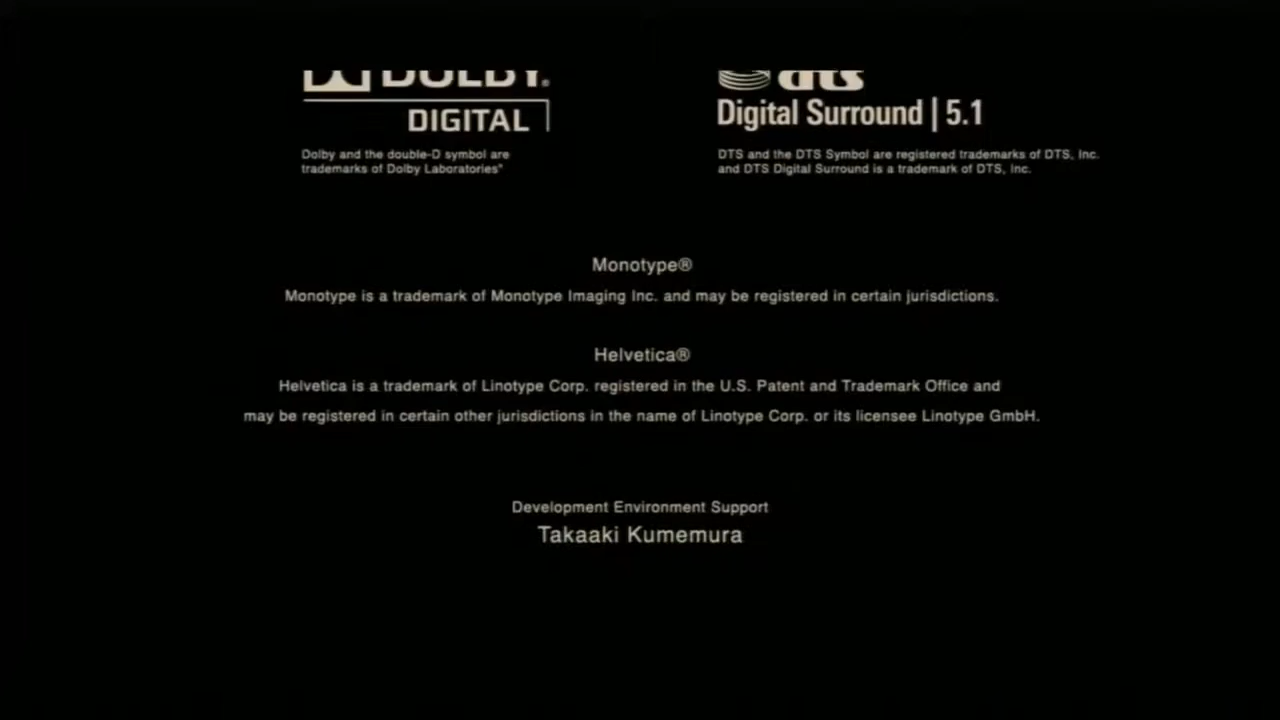 DOLBY®
DIGITAL
Dolby and the double-D symbol are
trademarks of Dolby Laboratories"
dts
Digital Surround | 5.1
DTS and the DTS Symbol are registered trademarks of DTS, Inc.
and DTS Digital Surround is a trademark of DTS, Inc.
Monotype®
Monotype is a trademark of Monotype Imaging Inc. and may be registered in certain jurisdictions.
Helvetica®
Helvetica is a trademark of Linotype Corp. registered in the U.S. Patent and Trademark Office and
may be registered in certain other jurisdictions in the name of Linotype Corp. or its licensee Linotype GmbH.
Development Environment Support
Takaaki Kumemura